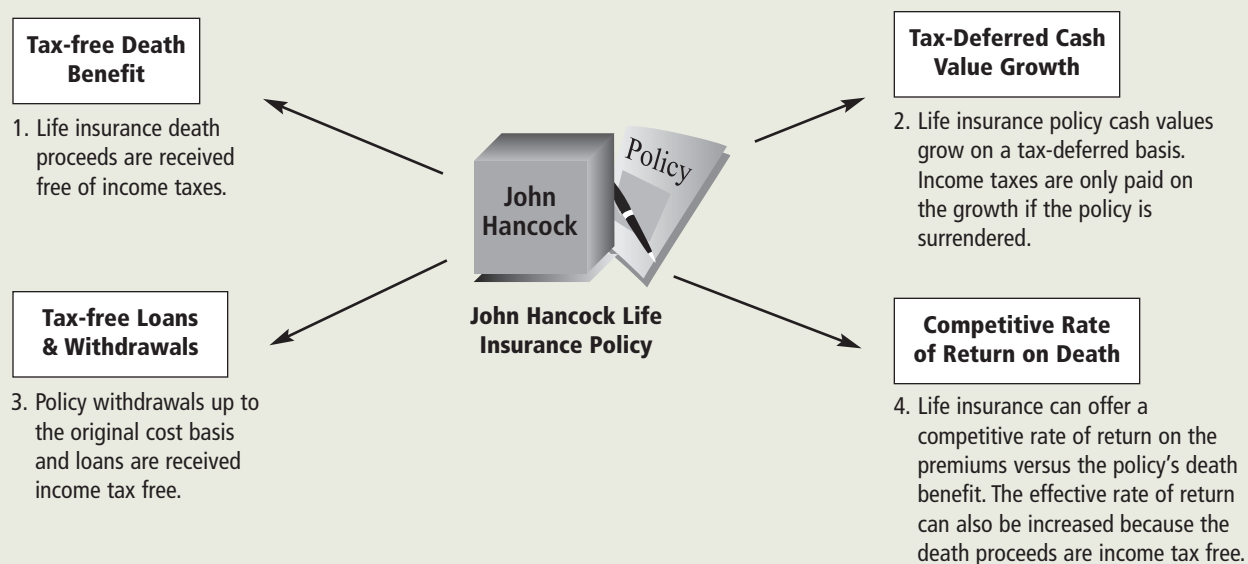 Tax-free Death
Benefit
1. Life insurance death
proceeds are received
free of income taxes.
Tax-Deferred Cash
Value Growth
2. Life insurance policy cash values
grow on a tax-deferred basis.
Income taxes are only paid on
the growth if the policy is
surrendered.
John
Hancock
Policy
John Hancock Life
Insurance Policy
Tax-free Loans
& Withdrawals
3. Policy withdrawals up to
the original cost basis
and loans are received
income tax free.
Competitive Rate
of Return on Death
4. Life insurance can offer a
competitive rate of return on the
premiums versus the policy's death
benefit. The effective rate of return
can also be increased because the
death proceeds are income tax free.